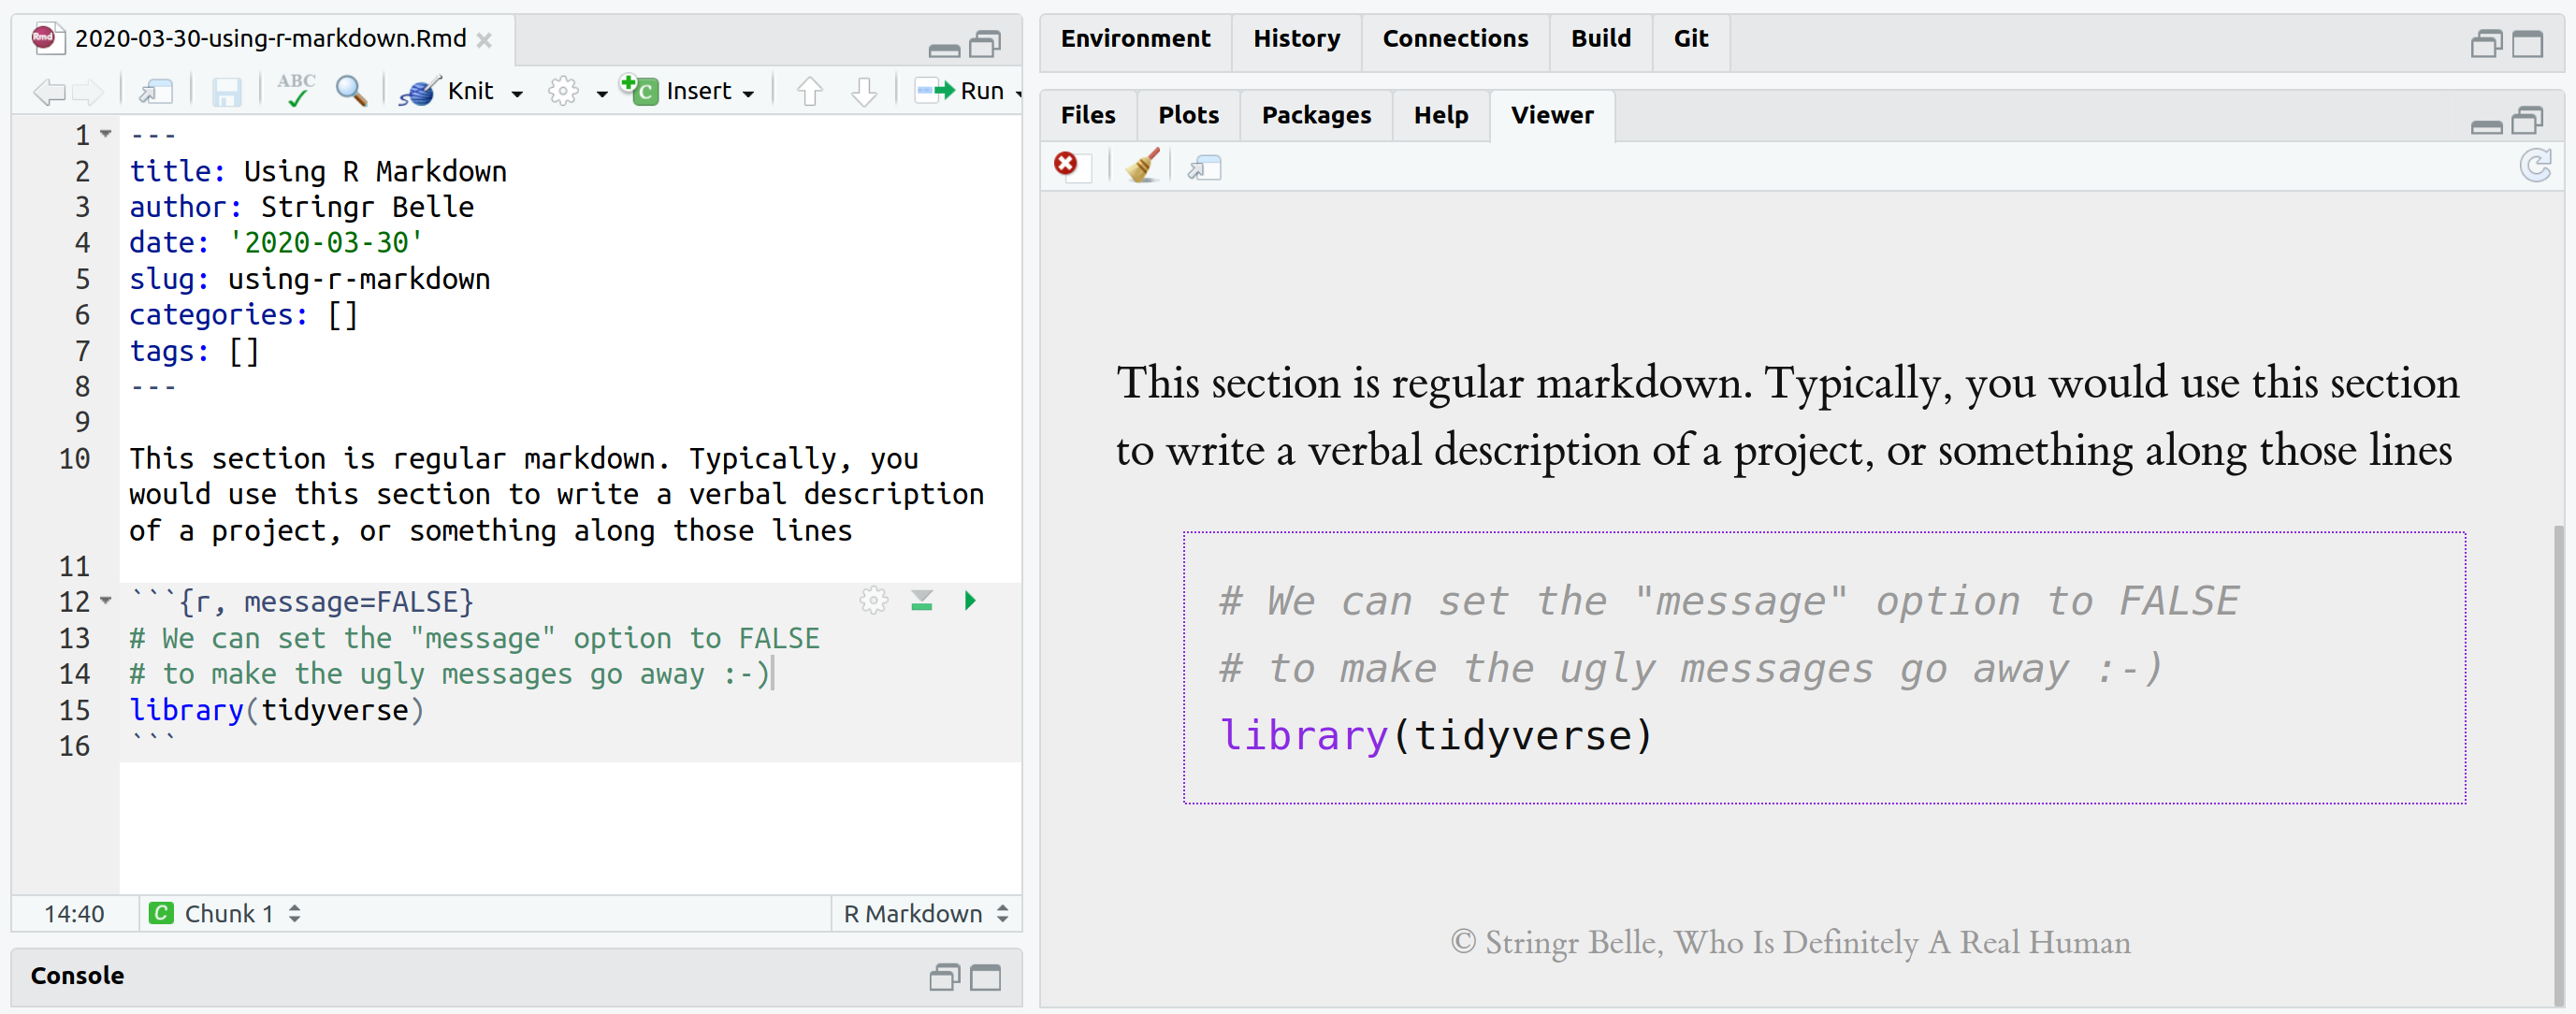 2020-03-30-using-r-markdown.Rmd
ABC
Knit
Insert
Run
1 ---
2 title: Using R Markdown
3 author: Stringr Belle
4 date: '2020-03-30'
5 slug: using-r-markdown
6 categories: []
7 tags: []
8 ---
9
10 This section is regular markdown. Typically, you
would use this section to write a verbal description
of a project, or something along those lines
11
12 ```{r, message=FALSE}
13 # We can set the "message" option to FALSE
14 # to make the ugly messages go away :-)
15 library(tidyverse)
16 ```
14:40
C Chunk 1
R Markdown
Console
Environment History Connections Build Git
Files Plots Packages Help Viewer
This section is regular markdown. Typically, you would use this section
to write a verbal description of a project, or something along those lines
# We can set the "message" option to FALSE
# to make the ugly messages go away :-)
library(tidyverse)
© Stringr Belle, Who Is Definitely A Real Human